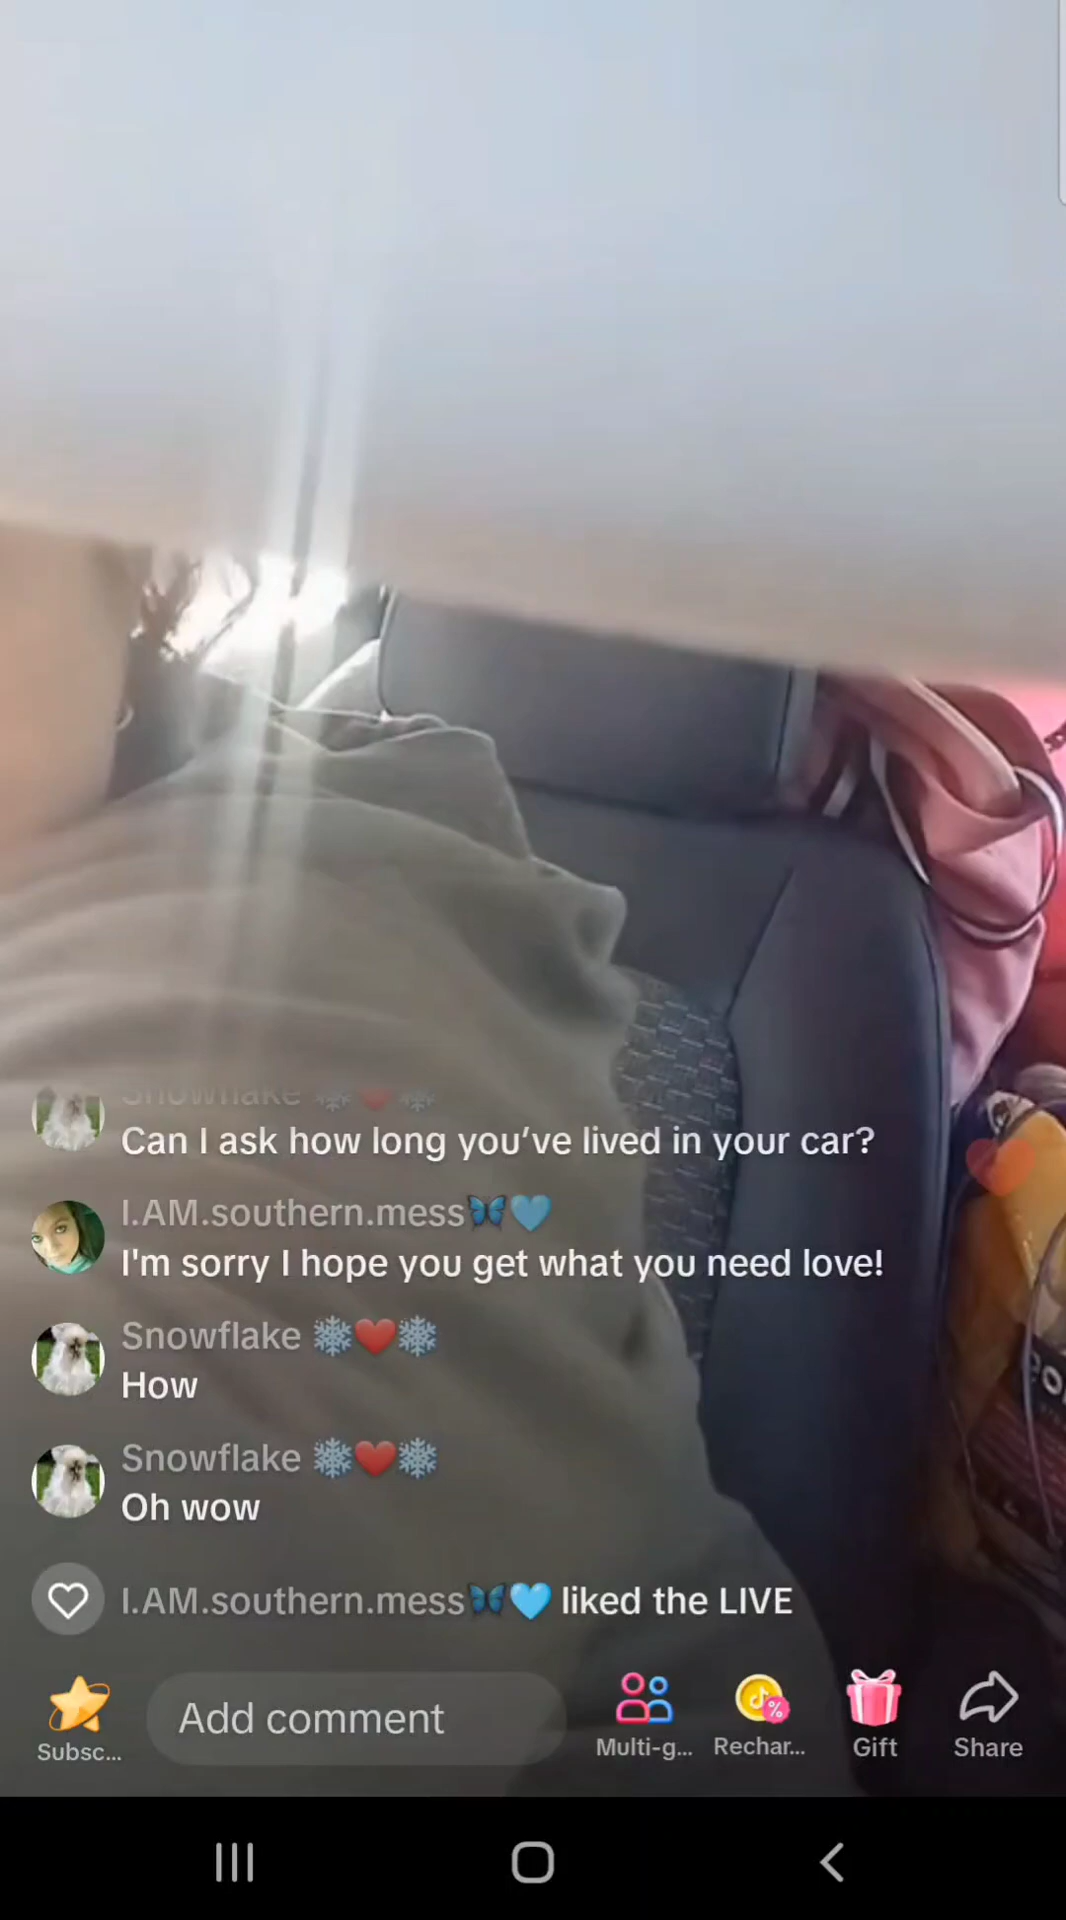 Snowflake ❄️❤️❄️
Can I ask how long you’ve lived in your car?
I.AM.southern.mess🦋🩵
I'm sorry I hope you get what you need love!
Snowflake ❄️❤️❄️
How
Snowflake ❄️❤️❄️
Oh wow
I.AM.southern.mess🦋🩵 liked the LIVE
Add comment
Subsc...
Multi-g...
Rechar...
Gift
Share